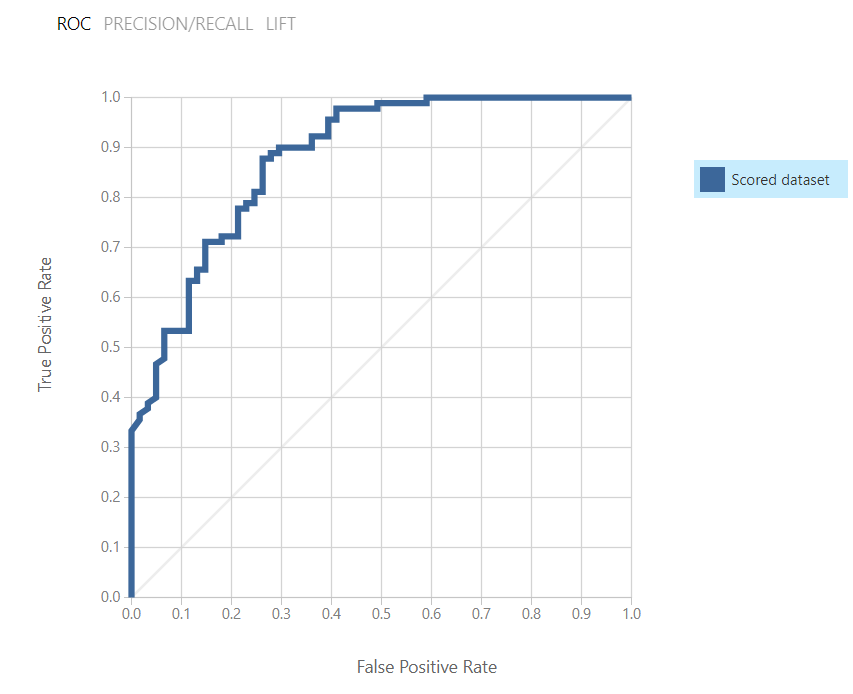 ROC PRECISION/RECALL LIFT
1.0
0.9
0.8
0.7
0.6
0.5
0.4
0.3
0.2
0.1
0.0
True Positive Rate
0.0 0.1 0.2 0.3 0.4 0.5 0.6 0.7 0.8 0.9 1.0
False Positive Rate
Scored dataset